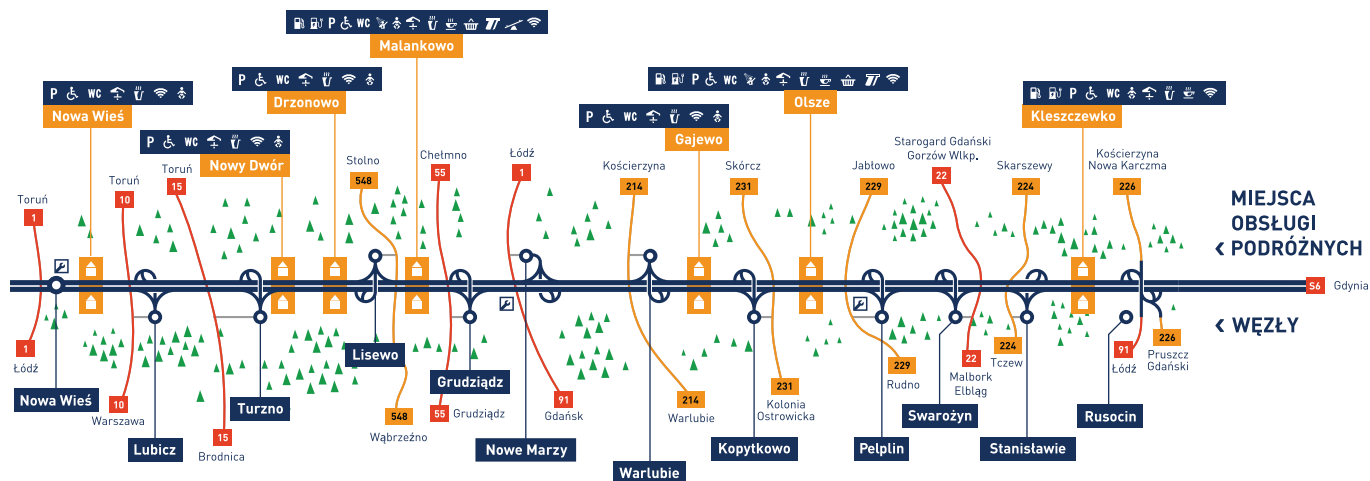 P WC
Malankowo
P WC
Nowa Wieś
P WC
Drzonowo
P WC
Olsze
P WC
Kleszczewko
P WC
Nowy Dwór
P WC
Gajewo
Toruń
1
Toruń
10
Toruń
15
Stolno
548
Chełmno
55
Łódź
1
Kościerzyna
214
Skórcz
231
Jabłowo
229
Starogard Gdański
Gorzów Wlkp.
22
Skarszewy
224
Kościerzyna
Nowa Karczma
226
MIEJSCA
OBSŁUGI
PODRÓŻNYCH
S6 Gdynia
WĘZŁY
1
Łódź
Nowa Wieś
10
Warszawa
Lubicz
15
Brodnica
Turzno
Lisewo
548
Wąbrzeźno
Grudziądz
55 Grudziądz
Nowe Marzy
91
Gdańsk
Warlubie
214
Warlubie
Kopytkowo
231
Kolonia
Ostrowicka
Pelplin
229
Rudno
Swarożyn
22
Malbork
Elbląg
Stanisławie
224
Tczew
Rusocin
91
Łódź
226
Pruszcz
Gdański